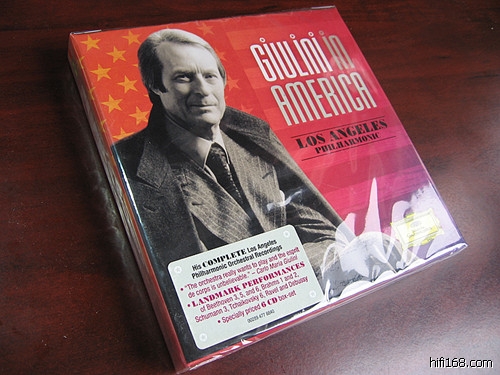 GIULINI IN
AMERICA
LOS ANGELES
PHILHARMONIC
His COMPLETE Los Angeles
Philharmonic Orchestral Recordings
• "The orchestra really wants to play and the esprit
de corps is unbelievable." – Carlo Maria Giulini
• LANDMARK PERFORMANCES
of Beethoven 3, 5, and 6, Brahms 1 and 2,
Schumann 3, Tchaikovsky 6, Ravel and Debussy
• Specially priced 6 CD box-set
hifi168.com